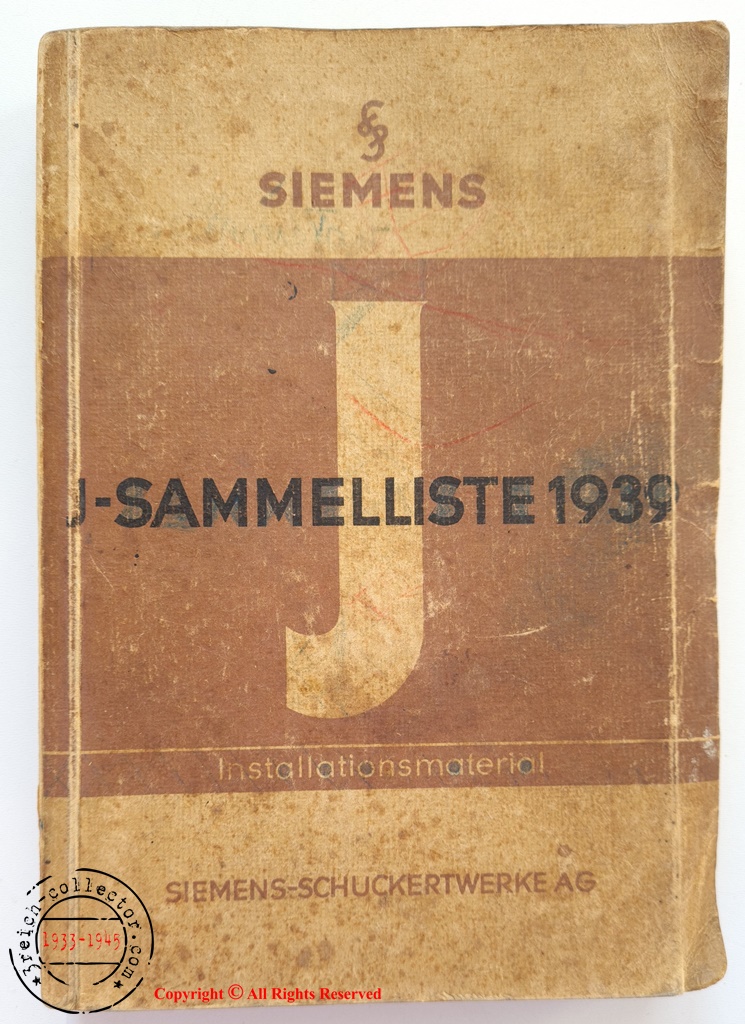 SIEMENS
J
J-SAMMELLISTE 1939
Installationsmaterial
SIEMENS-SCHUCKERTWERKE AG
3reich-collector.com
1933-1945
Copyright © All Rights Reserved